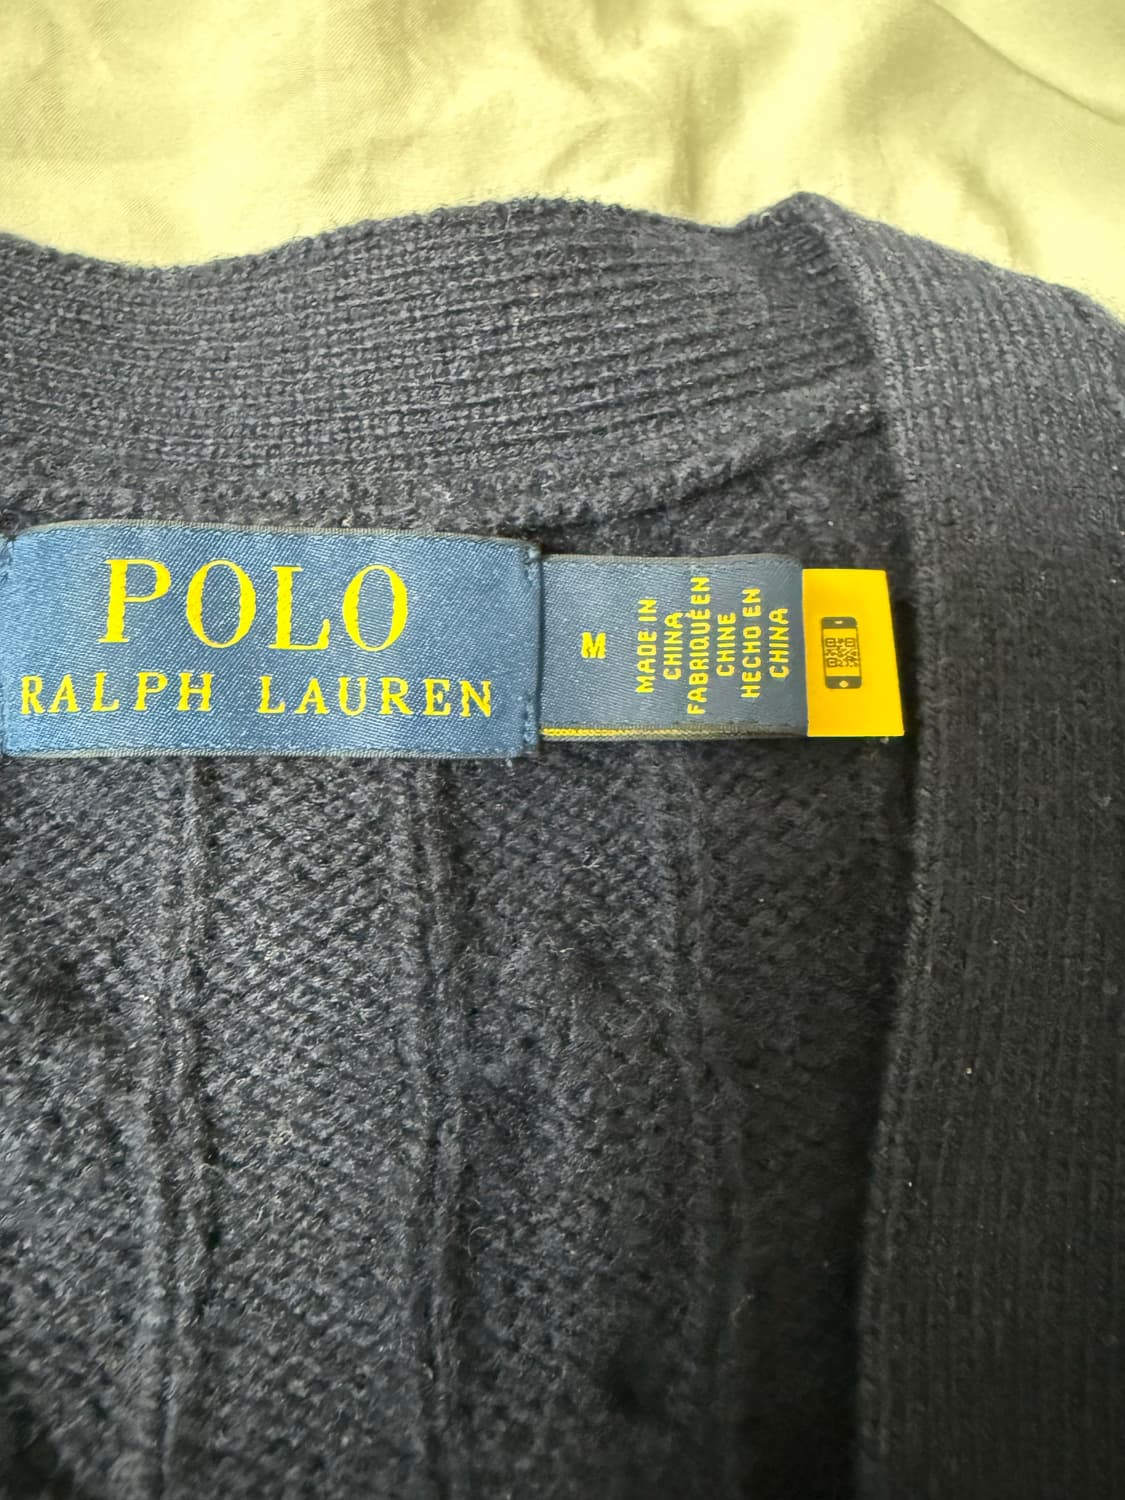 POLO
RALPH LAUREN
M
MADE IN
CHINA
FABRIQUÉ EN
CHINE
HECHO EN
CHINA